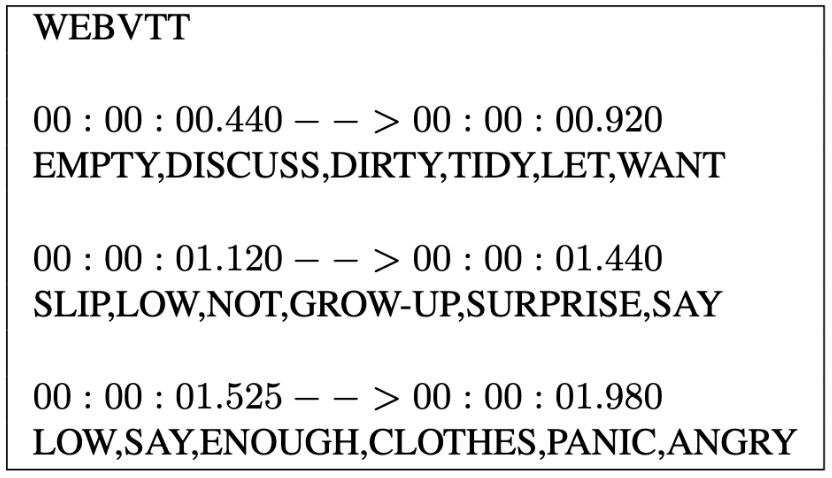 WEBVTT
00 : 00 : 00.440 − − > 00 : 00 : 00.920
EMPTY,DISCUSS,DIRTY,TIDY,LET,WANT
00 : 00 : 01.120 − − > 00 : 00 : 01.440
SLIP,LOW,NOT,GROW-UP,SURPRISE,SAY
00 : 00 : 01.525 − − > 00 : 00 : 01.980
LOW,SAY,ENOUGH,CLOTHES,PANIC,ANGRY